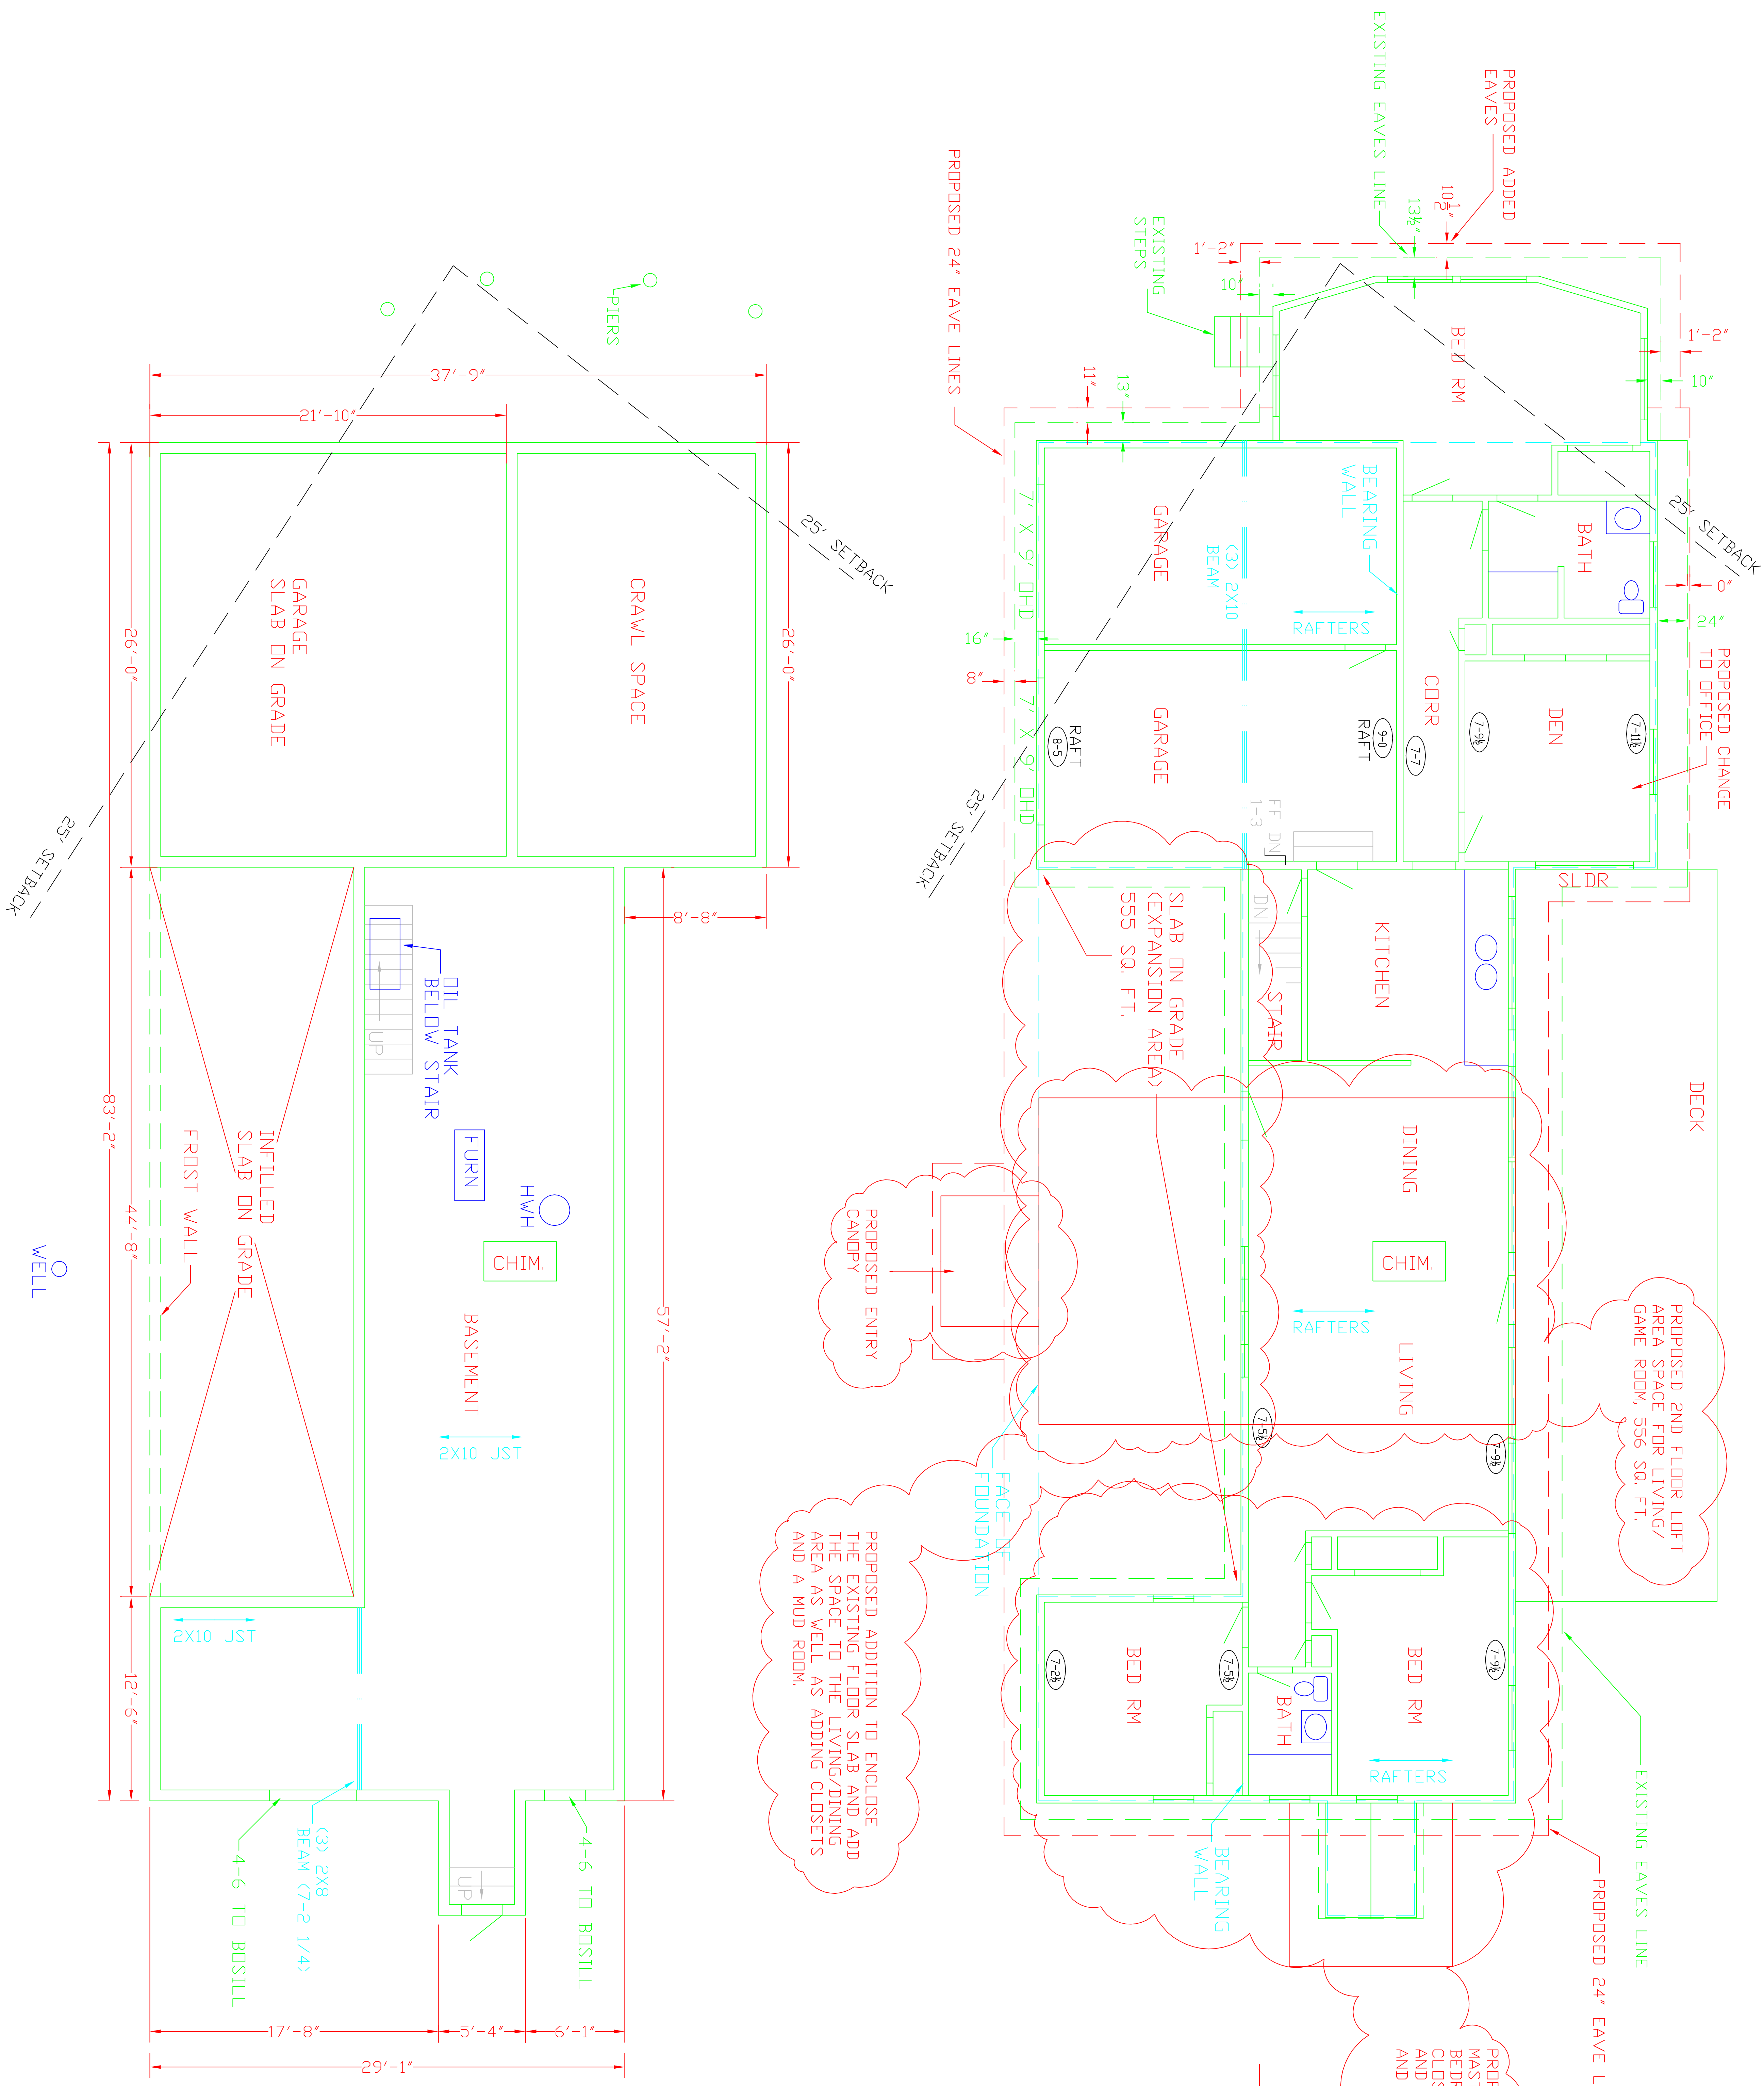 PROPOSED ADDED
EAVES
EXISTING EAVES LINE
10 1/2"
13½"
1'-2"
10"
EXISTING
STEPS
PROPOSED 24" EAVE LINES
11"
13"
BED RM
1'-2"
10"
25' SETBACK
0"
24"
PROPOSED CHANGE
TO OFFICE
BATH
DEN
7-11½
7-9½
CORR
7-7
9-0
RAFT
BEARING
WALL
(3) 2X10
BEAM
RAFTERS
GARAGE
GARAGE
7' X 9' OHD
7' X 9' OHD
16"
8"
RAFT
8-5
25' SETBACK
FF DN
1-3
SLDR
DECK
KITCHEN
DN
STAIR
SLAB ON GRADE
(EXPANSION AREA)
555 SQ. FT.
DINING
CHIM.
RAFTERS
LIVING
PROPOSED ENTRY
CANOPY
PROPOSED 2ND FLOOR LOFT
AREA SPACE FOR LIVING/
GAME ROOM, 556 SQ. FT.
7-5½
7-9½
FACE OF
FOUNDATION
PROPOSED ADDITION TO ENCLOSE
THE EXISTING FLOOR SLAB AND ADD
THE SPACE TO THE LIVING/DINING
AREA AS WELL AS ADDING CLOSETS
AND A MUD ROOM.
BED RM
7-2½
7-5½
BATH
BED RM
7-9½
RAFTERS
BEARING
WALL
EXISTING EAVES LINE
PROPOSED 24" EAVE L
PROP
MAST
BEDR
CLOS
AND
AND
PIERS
37'-9"
21'-10"
26'-0"
26'-0"
25' SETBACK
CRAWL SPACE
GARAGE
SLAB ON GRADE
25' SETBACK
8'-8"
OIL TANK
BELOW STAIR
UP
FURN
HWH
CHIM.
57'-2"
BASEMENT
2X10 JST
INFILLED
SLAB ON GRADE
FROST WALL
83'-2"
44'-8"
WELL
2X10 JST
12'-6"
(3) 2X8
BEAM (7-2 1/4)
4-6 TO BOSILL
4-6 TO BOSILL
UP
17'-8"
5'-4"
6'-1"
29'-1"